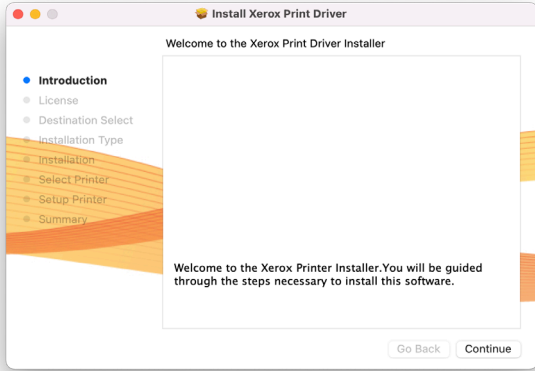 Install Xerox Print Driver
Welcome to the Xerox Print Driver Installer
Introduction
License
Destination Select
Installation Type
Installation
Select Printer
Setup Printer
Summary
Welcome to the Xerox Printer Installer.You will be guided
through the steps necessary to install this software.
Go Back
Continue